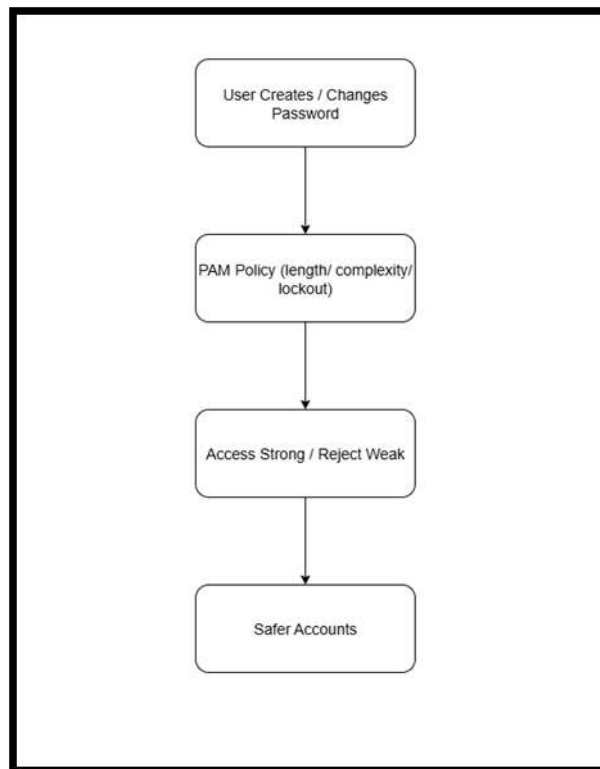 User Creates / Changes
Password
PAM Policy (length/ complexity/
lockout)
Access Strong / Reject Weak
Safer Accounts